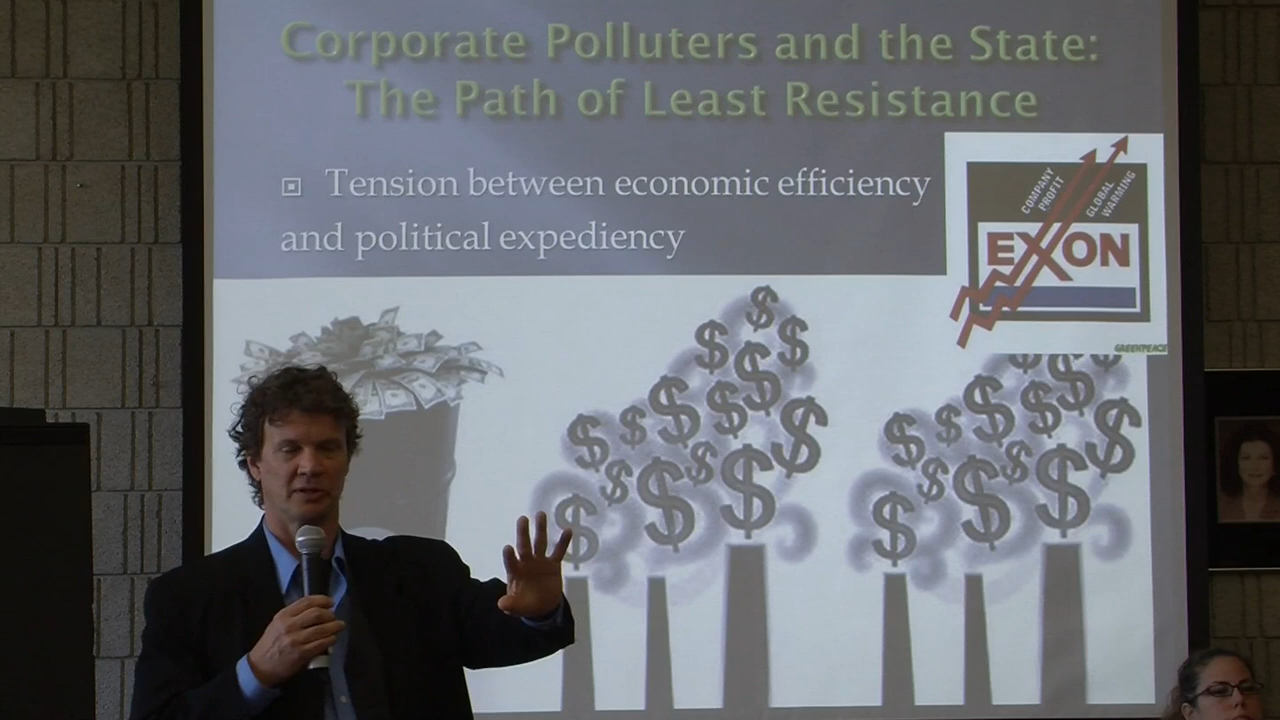 Corporate Polluters and the State:
The Path of Least Resistance
Tension between economic efficiency
and political expediency
COMPANY
PROFIT
GLOBAL
WARMING
EXXON
GREENPEACE
$ $ $ $ $ $ $ $ $ $ $ $
$ $ $ $ $ $ $ $ $ $ $